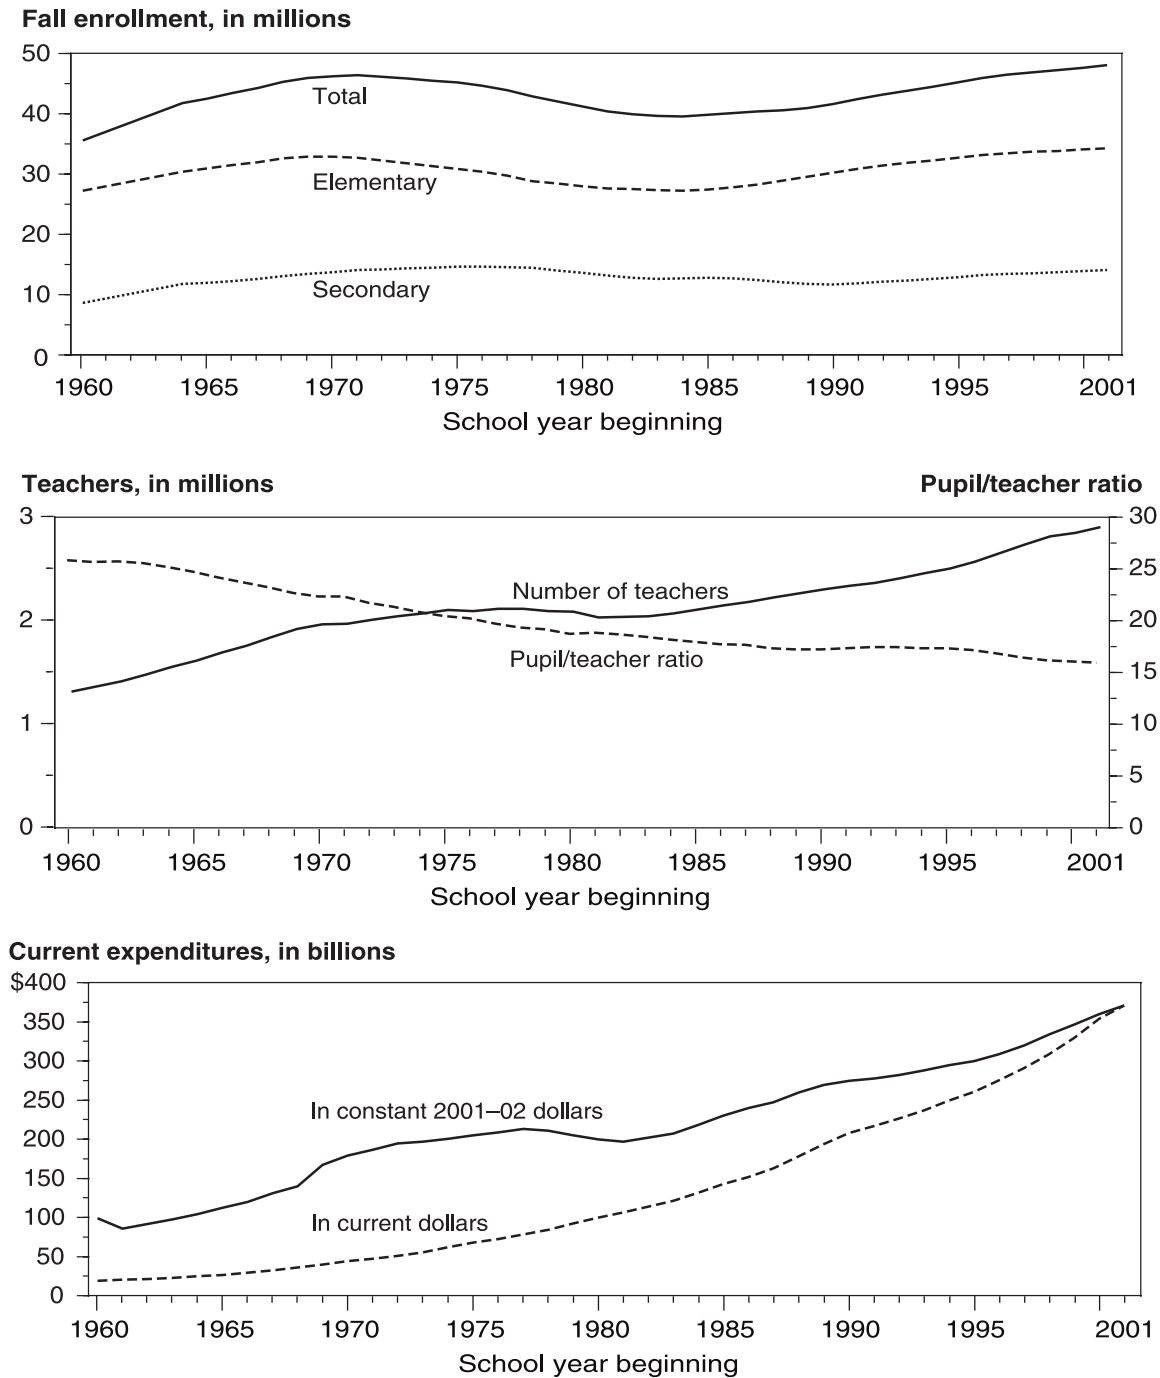 Fall enrollment, in millions
50
Total
40
30
Elementary
20
Secondary
10
0
1960 1965 1970 1975 1980 1985 1990 1995 2001
School year beginning
Teachers, in millions Pupil/teacher ratio
3 30
25
Number of teachers
2 20
Pupil/teacher ratio
15
1 10
5
0 0
1960 1965 1970 1975 1980 1985 1990 1995 2001
School year beginning
Current expenditures, in billions
$400
350
300
250
In constant 2001–02 dollars
200
150
100
In current dollars
50
0
1960 1965 1970 1975 1980 1985 1990 1995 2001
School year beginning